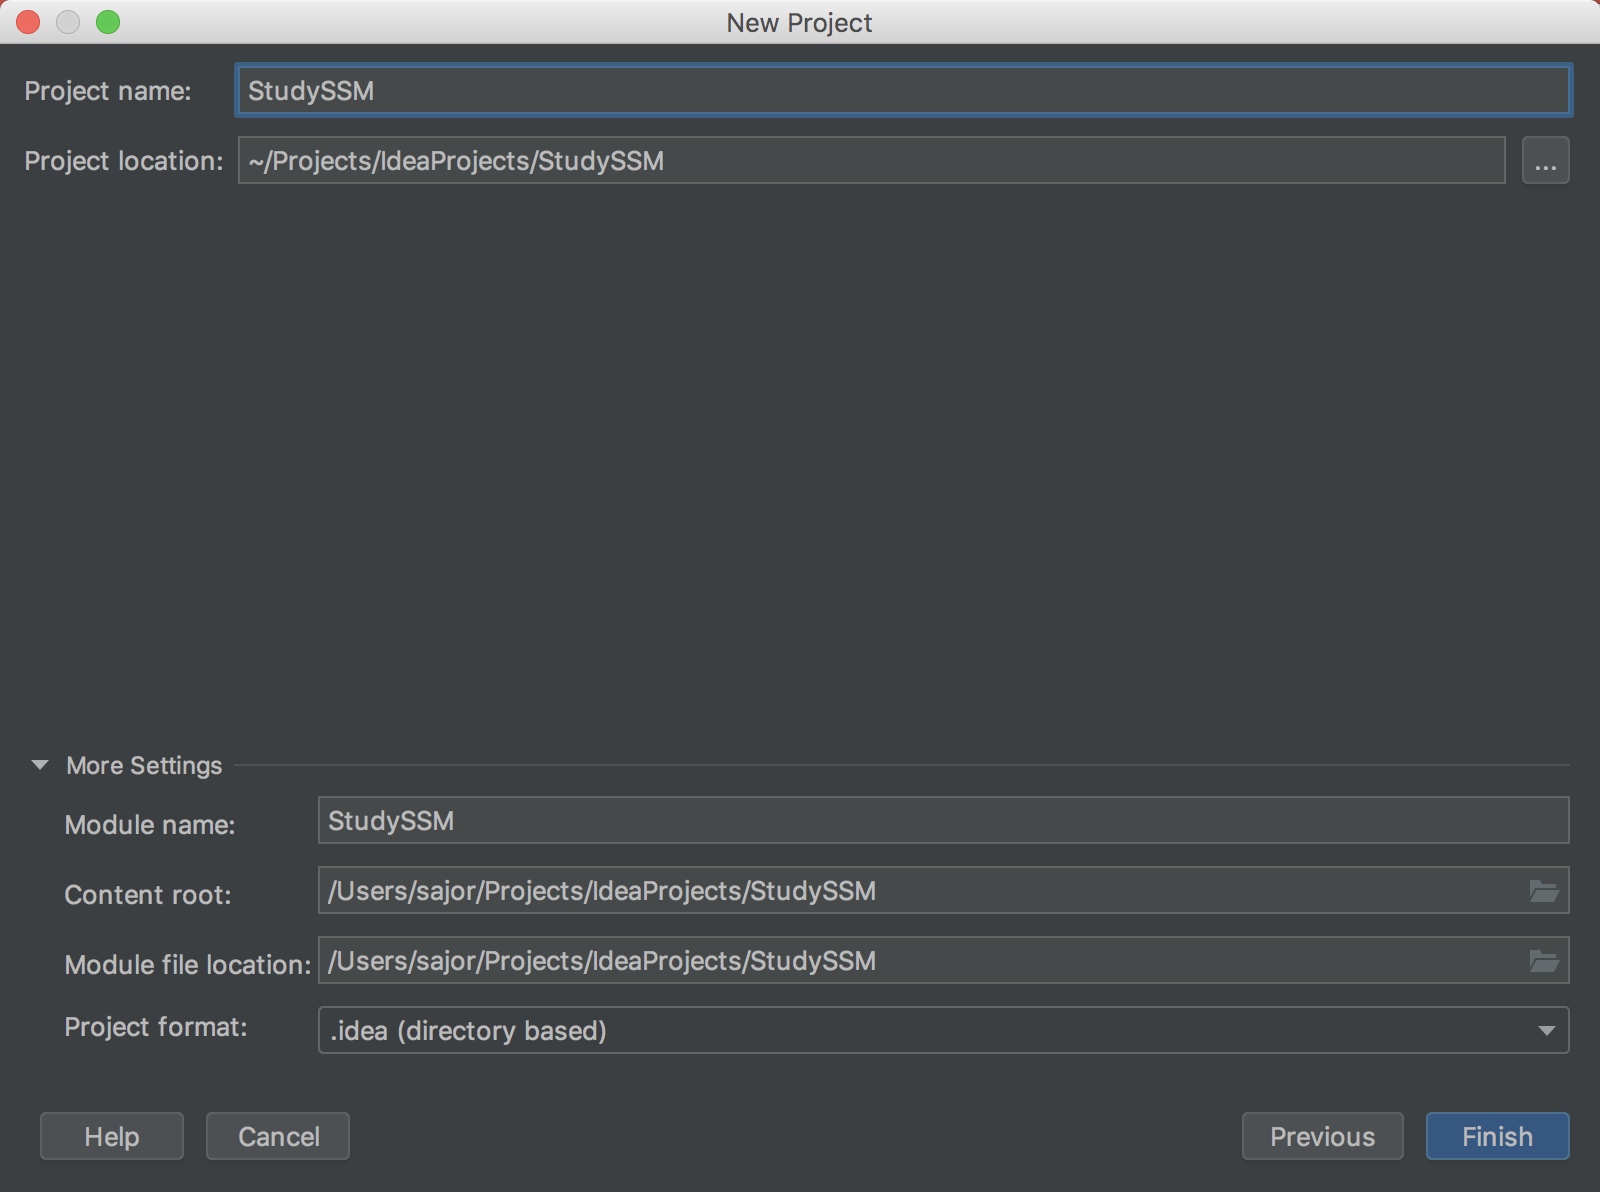 New Project
Project name: StudySSM
Project location: ~/Projects/IdeaProjects/StudySSM ...
More Settings
Module name: StudySSM
Content root: /Users/sajor/Projects/IdeaProjects/StudySSM
Module file location: /Users/sajor/Projects/IdeaProjects/StudySSM
Project format: .idea (directory based)
Help Cancel Previous Finish